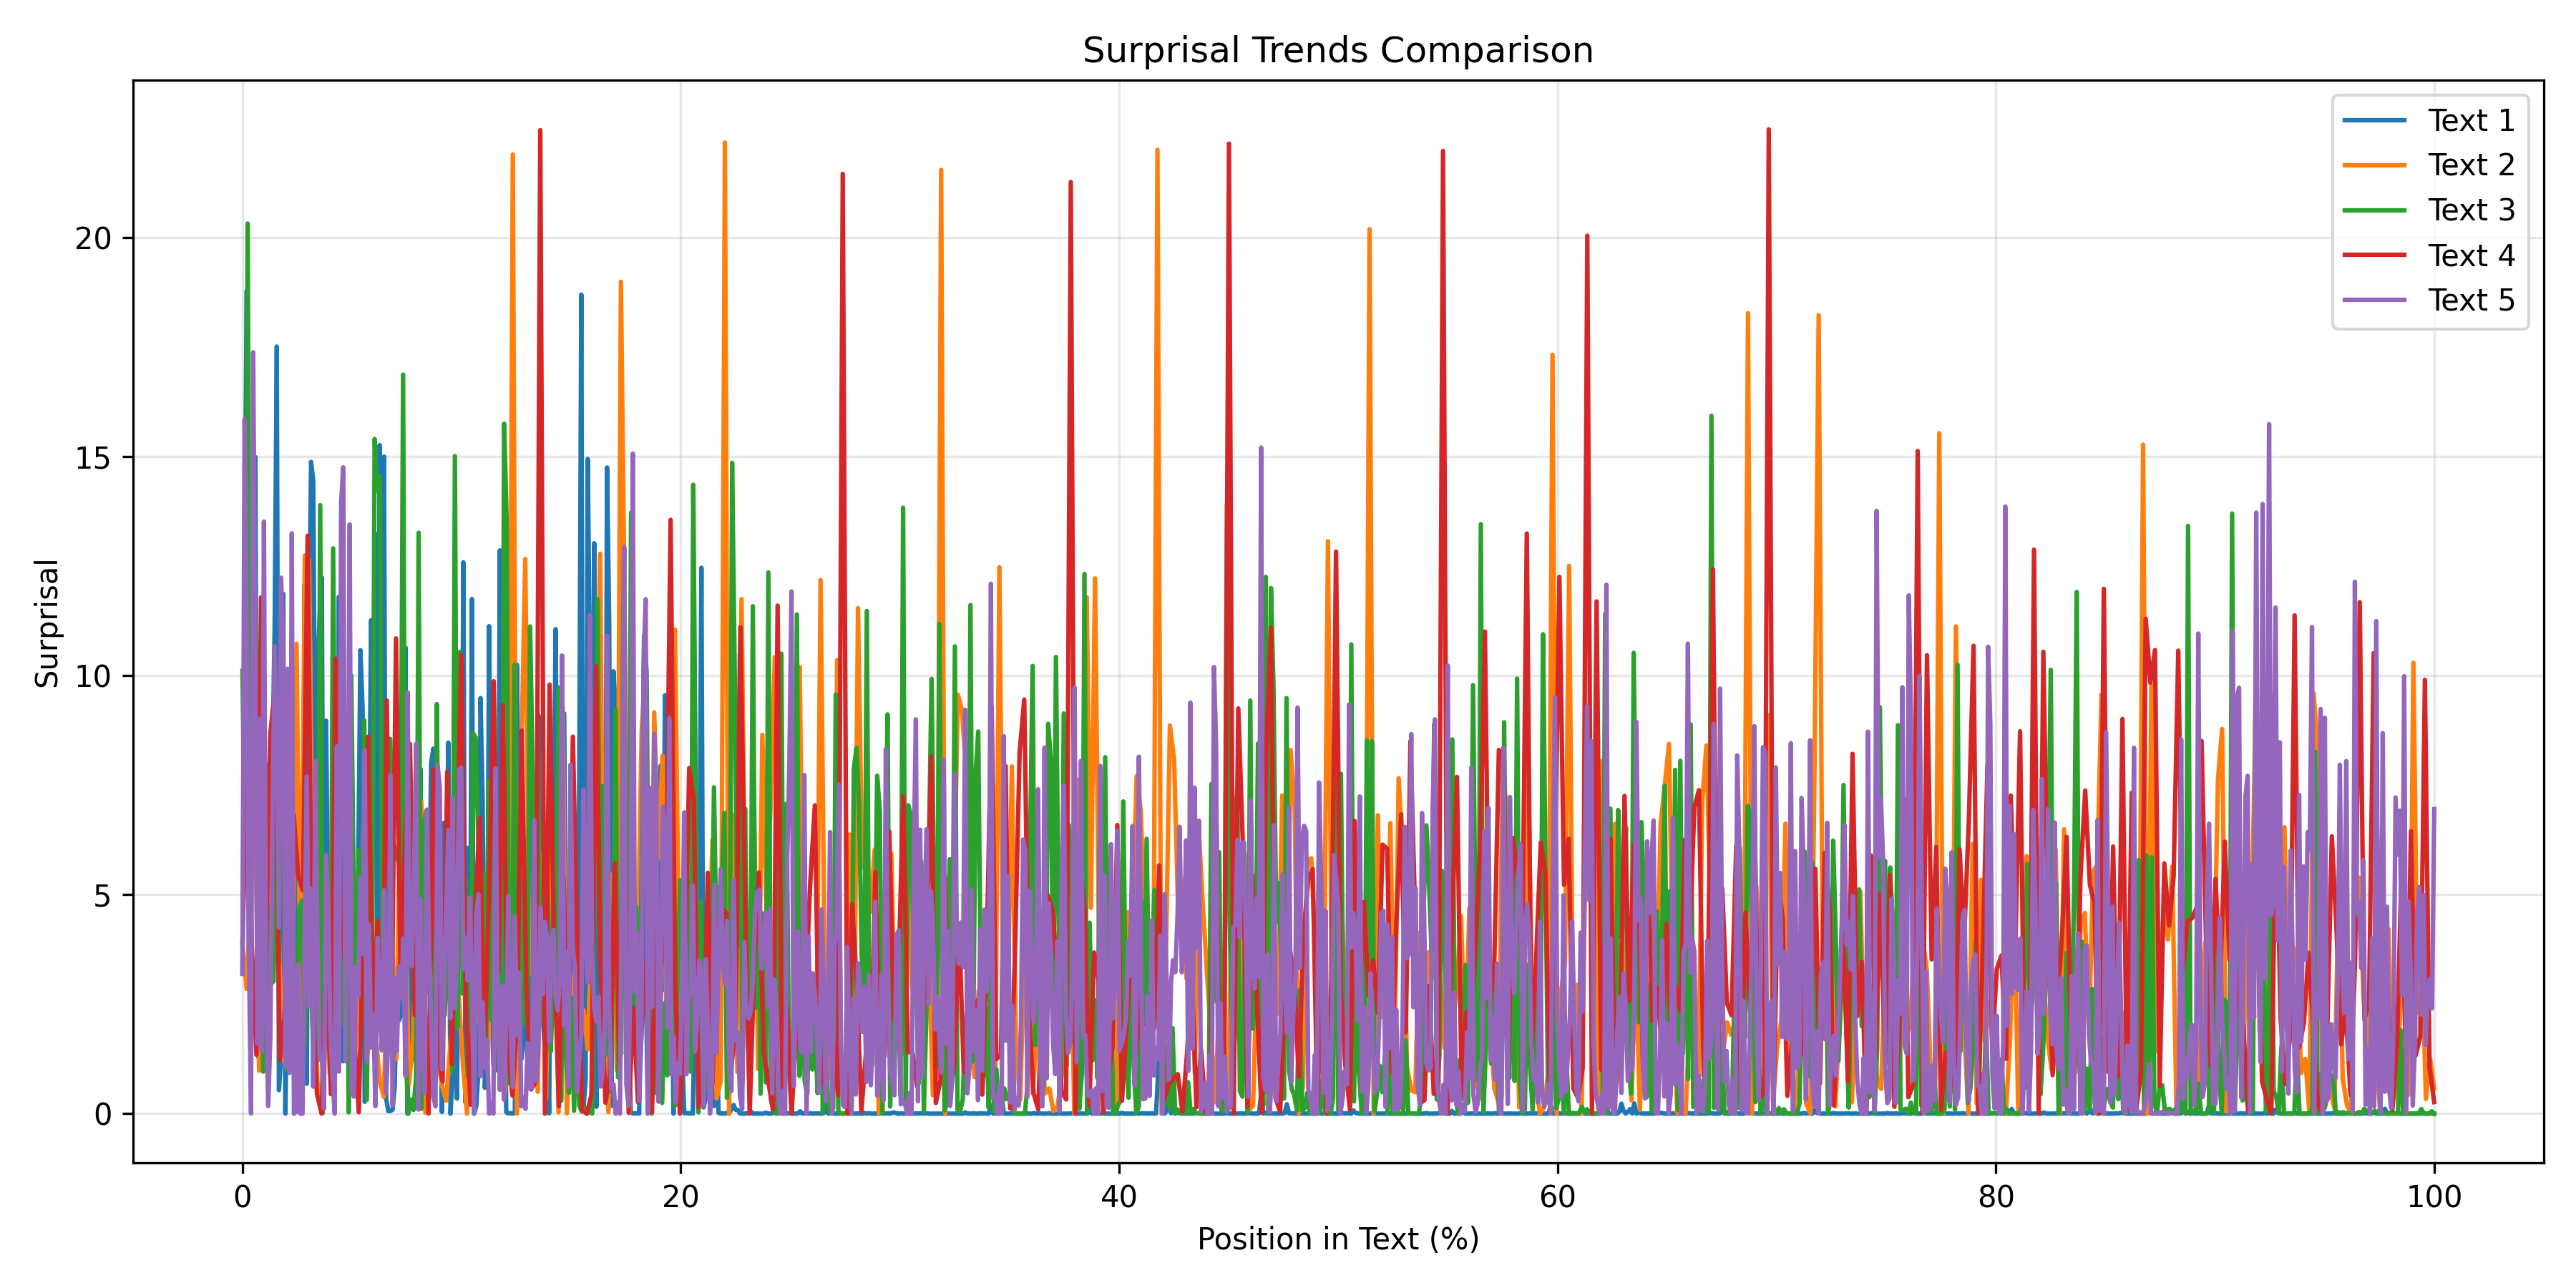 Surprisal Trends Comparison
Text 1
Text 2
Text 3
Text 4
Text 5
Surprisal
20
15
10
5
0
0 20 40 60 80 100
Position in Text (%)